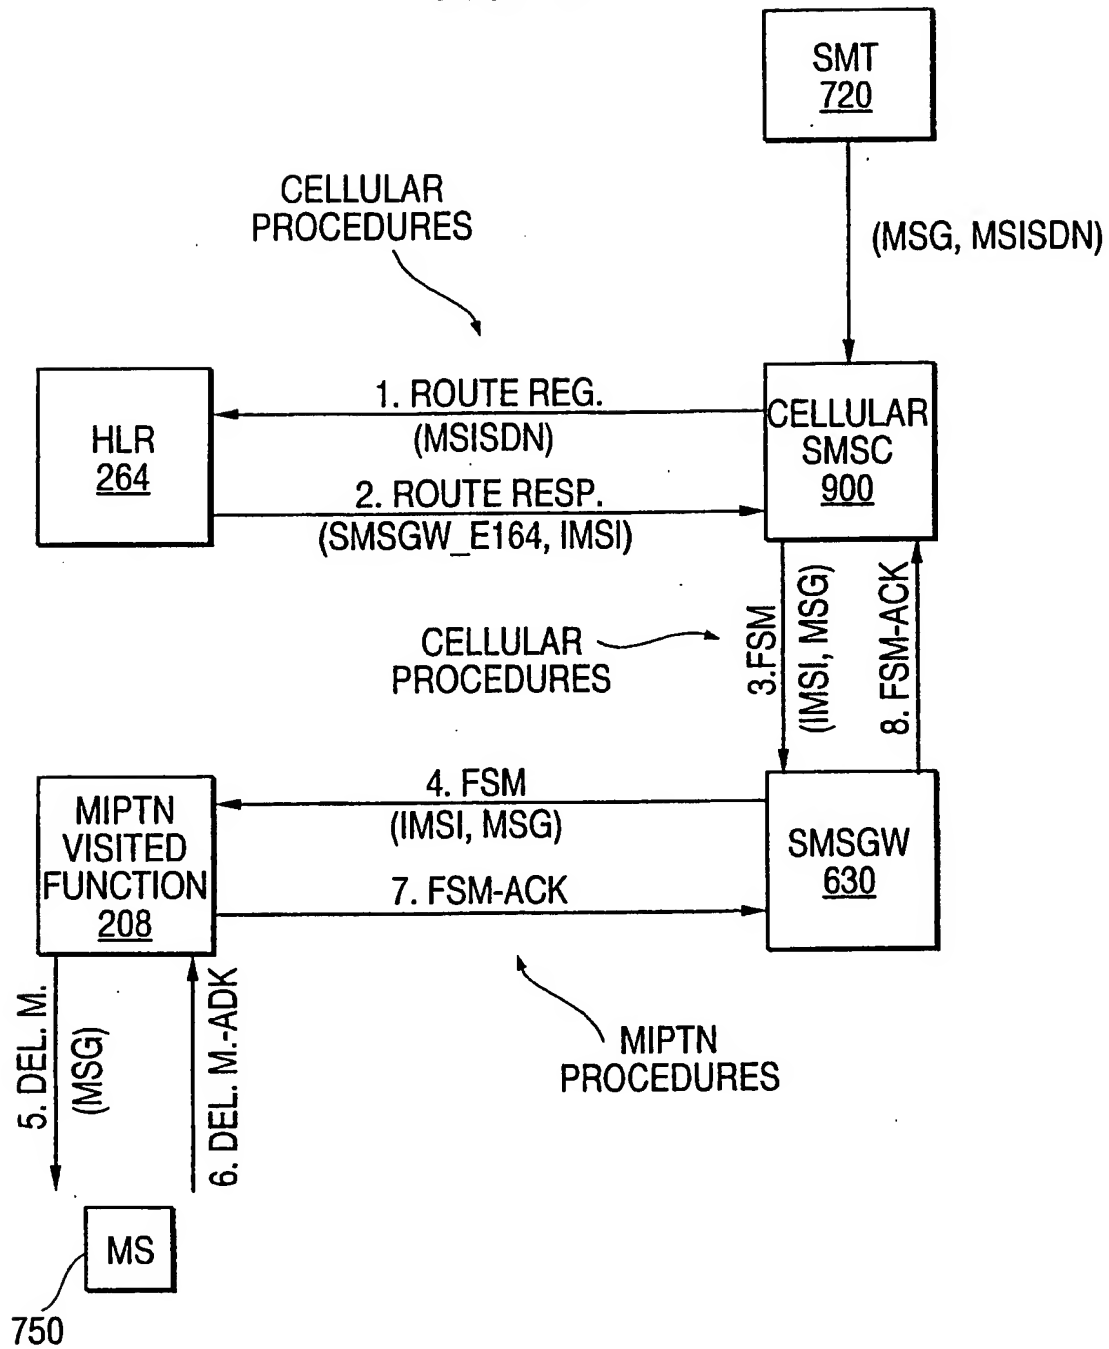 SMT
720
CELLULAR
PROCEDURES
(MSG, MSISDN)
1. ROUTE REG.
(MSISDN)
HLR
264
CELLULAR
SMSC
900
2. ROUTE RESP.
(SMSGW_E164, IMSI)
CELLULAR
PROCEDURES
3.FSM
(IMSI, MSG)
8. FSM-ACK
MIPTN
VISITED
FUNCTION
208
4. FSM
(IMSI, MSG)
7. FSM-ACK
SMSGW
630
5. DEL. M.
(MSG)
6. DEL. M.-ADK
MIPTN
PROCEDURES
MS
750